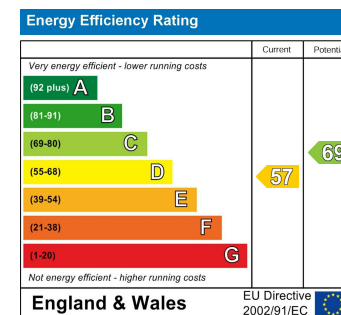 Energy Efficiency Rating
Current
Very energy efficient - lower running costs
(92 plus) A
(81-91) B
(69-80) C
69
(55-68) D
57
(39-54) E
(21-38) F
(1-20) G
Not energy efficient - higher running costs
England & Wales
EU Directive
2002/91/EC